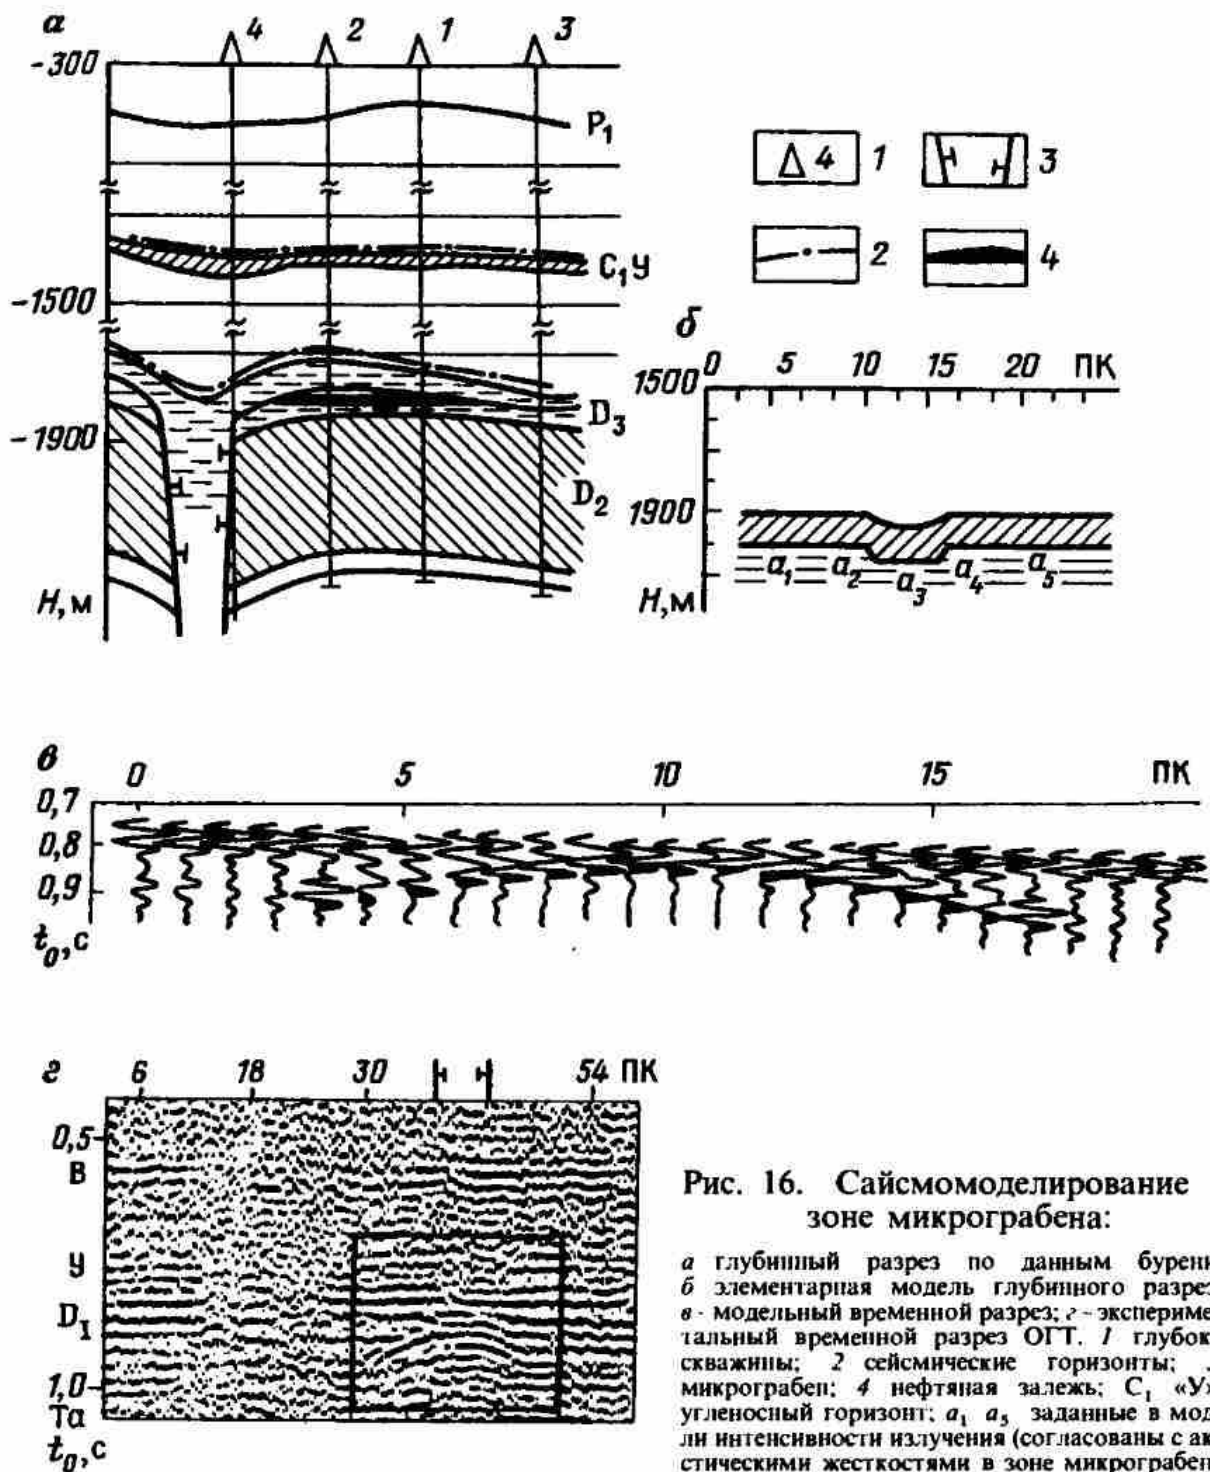 а 4 2 1 3
-300
P₁
△ 4 1 3
C₁У 2 4
-1500
б 0 5 10 15 20 ПК
1500
-1900 D₃
D₂ 1900
a₁ a₂ a₃ a₄ a₅
H,м H,м
в 0 5 10 15 ПК
0,7
0,8
0,9
t₀,с
г 6 18 30 54 ПК
0,5
В
У
D₁
1,0
Та
t₀,с
Рис. 16. Сайсмомоделирование
зоне микрограбена:
а глубинный разрез по данным бурени
б элементарная модель глубинного разрез
в - модельный временной разрез; г - эксперимe
тальный временной разрез ОГТ. 1 глубок
скважины; 2 сейсмические горизонты;
микрограбен; 4 нефтяная залежь; С₁ «У»
угленосный горизонт; a₁ a₅ заданные в мод
ли интенсивности излучения (согласованы с ак
стическими жесткостями в зоне микрограбен